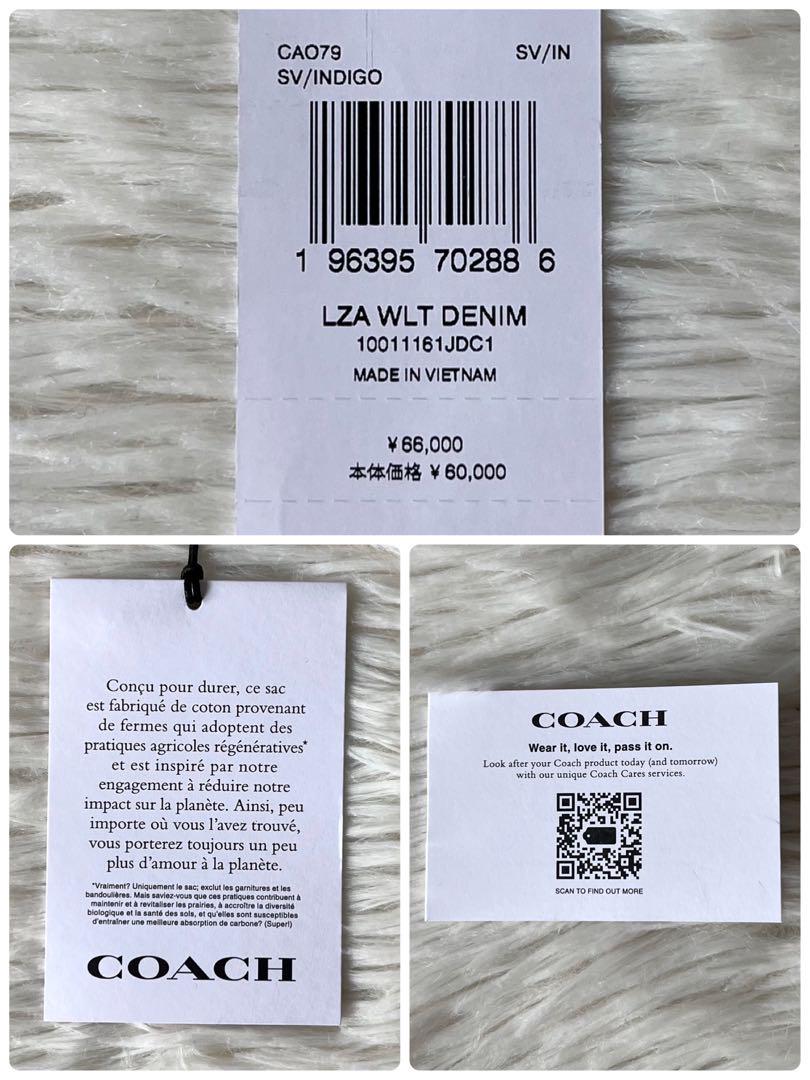 CAO79 SV/IN
SV/INDIGO
1 96395 70288 6
LZA WLT DENIM
10011161JDC1
MADE IN VIETNAM
¥66,000
本体価格 ¥60,000
Conçu pour durer, ce sac
est fabriqué de coton provenant
de fermes qui adoptent des
pratiques agricoles régénératives*
et est inspiré par notre
engagement à réduire notre
impact sur la planète. Ainsi, peu
importe où vous l'avez trouvé,
vous porterez toujours un peu
plus d'amour à la planète.
*Vraiment? Uniquement le sac; exclut les garnitures et les
bandoulières. Mais saviez-vous que ces pratiques contribuent à
maintenir et à revitaliser les prairies, à accroître la diversité
biologique et la santé des sols, et qu'elles sont susceptibles
d'entraîner une meilleure absorption de carbone? (Super!)
COACH
COACH
Wear it, love it, pass it on.
Look after your Coach product today (and tomorrow)
with our unique Coach Cares services.
SCAN TO FIND OUT MORE